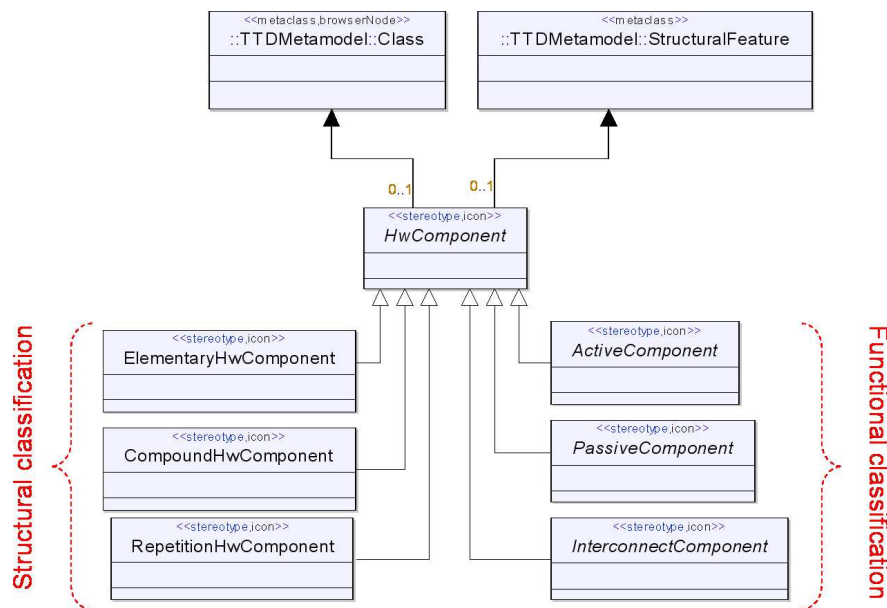 <<metaclass,browserNode>>
::TTDMetamodel::Class
<<metaclass>>
::TTDMetamodel::StructuralFeature
0..1
0..1
<<stereotype,icon>>
HwComponent
Structural classification
<<stereotype,icon>>
ElementaryHwComponent
<<stereotype,icon>>
CompoundHwComponent
<<stereotype,icon>>
RepetitionHwComponent
<<stereotype,icon>>
ActiveComponent
<<stereotype,icon>>
PassiveComponent
<<stereotype,icon>>
InterconnectComponent
Functional classification